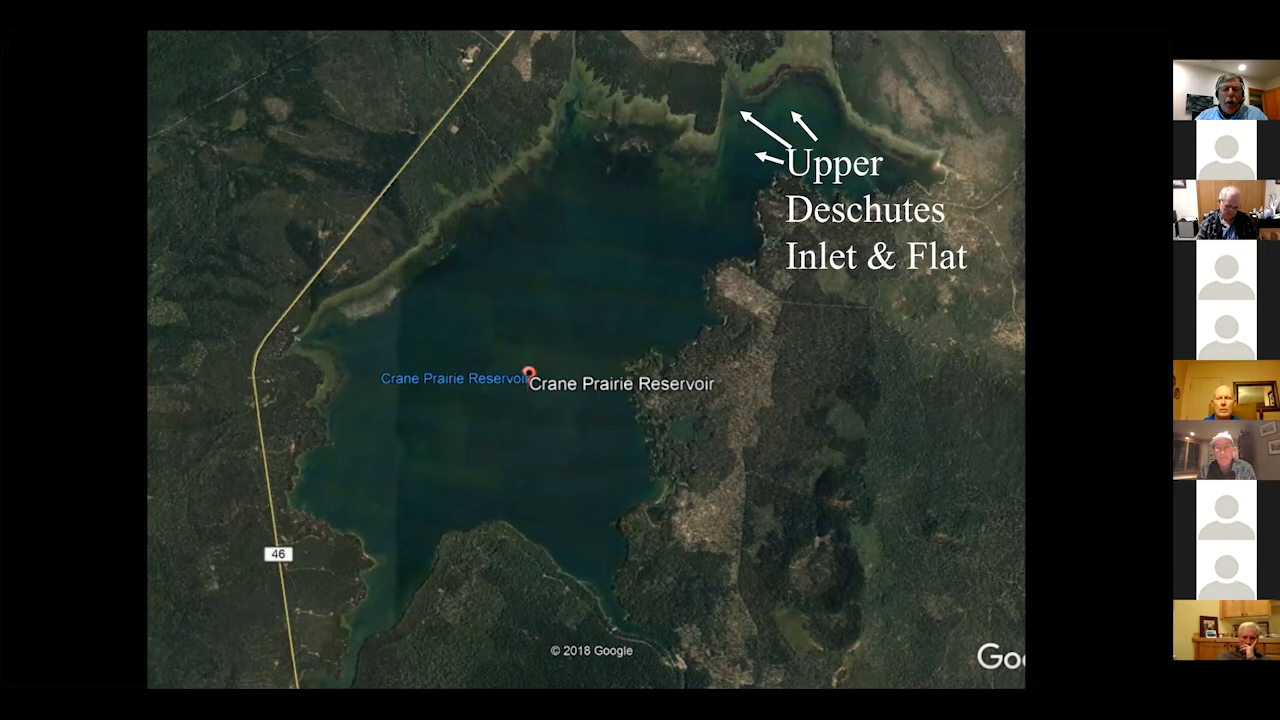 Upper
Deschutes
Inlet & Flat
Crane Prairie Reservoir
Crane Prairie Reservoir
46
© 2018 Google
Goo